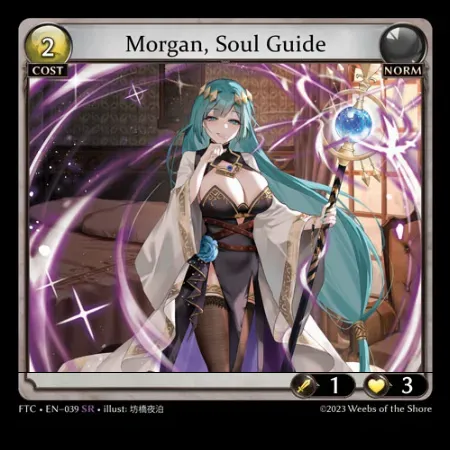 2
Morgan, Soul Guide
COST
NORM
1
3
FTC • EN-039 SR • illust: 坊橋夜泊
©2023 Weebs of the Shore